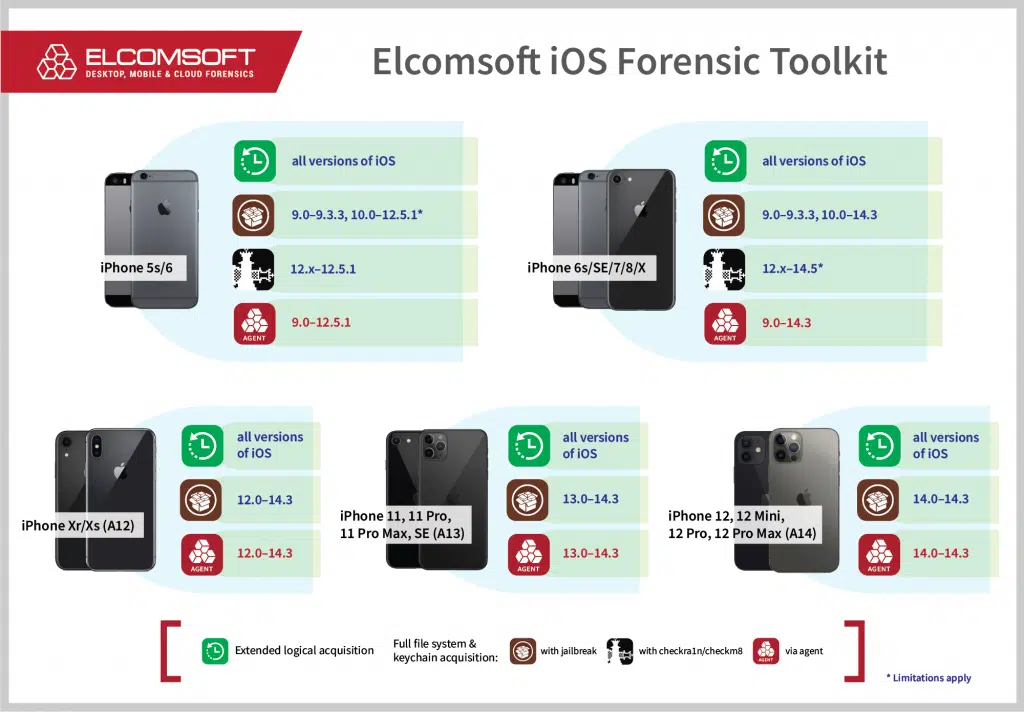 ELCOMSOFT
DESKTOP, MOBILE & CLOUD FORENSICS
Elcomsoft iOS Forensic Toolkit
iPhone 5s/6
all versions of iOS
9.0–9.3.3, 10.0–12.5.1*
12.x–12.5.1
AGENT
9.0–12.5.1
iPhone 6s/SE/7/8/X
all versions of iOS
9.0–9.3.3, 10.0–14.3
12.x–14.5*
AGENT
9.0–14.3
iPhone Xr/Xs (A12)
all versions
of iOS
12.0–14.3
AGENT
12.0–14.3
iPhone 11, 11 Pro,
11 Pro Max, SE (A13)
all versions
of iOS
13.0–14.3
AGENT
13.0–14.3
iPhone 12, 12 Mini,
12 Pro, 12 Pro Max (A14)
all versions
of iOS
14.0–14.3
AGENT
14.0–14.3
Extended logical acquisition
Full file system &
keychain acquisition:
with jailbreak
with checkra1n/checkm8
AGENT
via agent
* Limitations apply